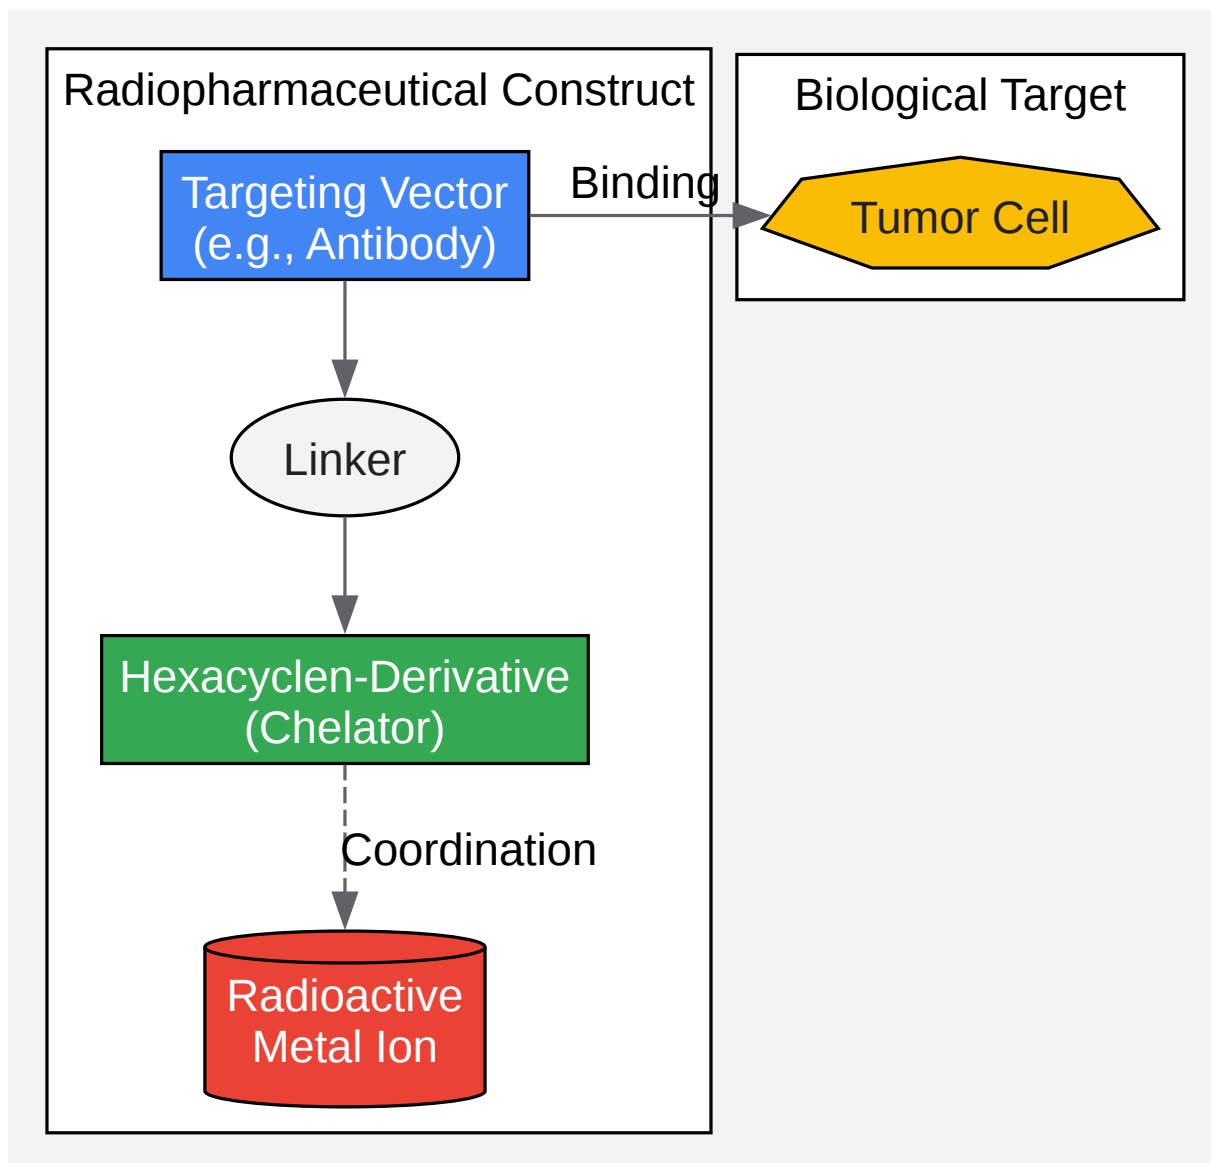 Radiopharmaceutical Construct
Biological Target
Targeting Vector
(e.g., Antibody)
Binding
Tumor Cell
Linker
Hexacyclen-Derivative
(Chelator)
Coordination
Radioactive
Metal Ion